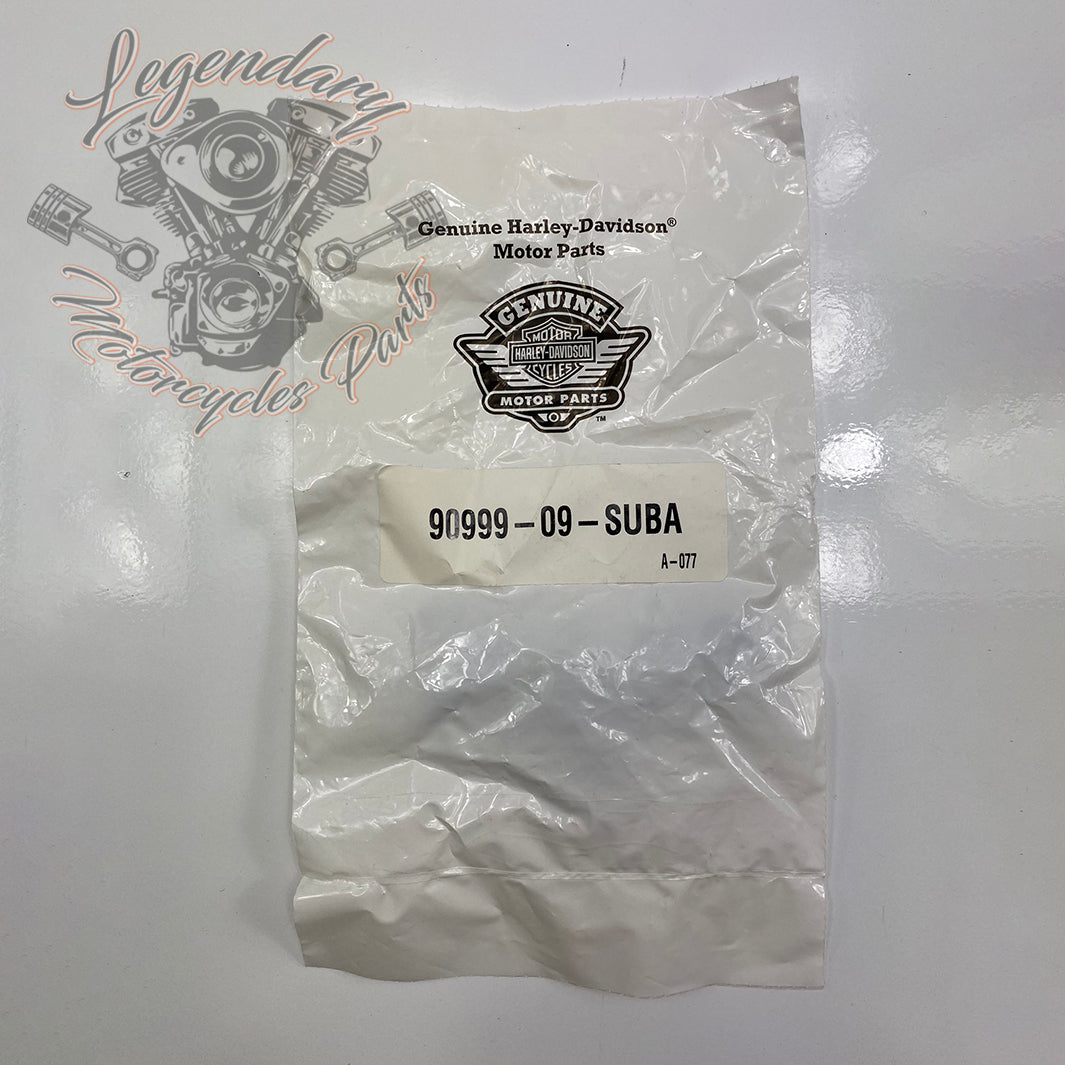 Legendary
Motorcycles Parts
Genuine Harley-Davidson®
Motor Parts
GENUINE
MOTOR
HARLEY-DAVIDSON
CYCLES
MOTOR PARTS
TM
90999-09-SUBA
A-077